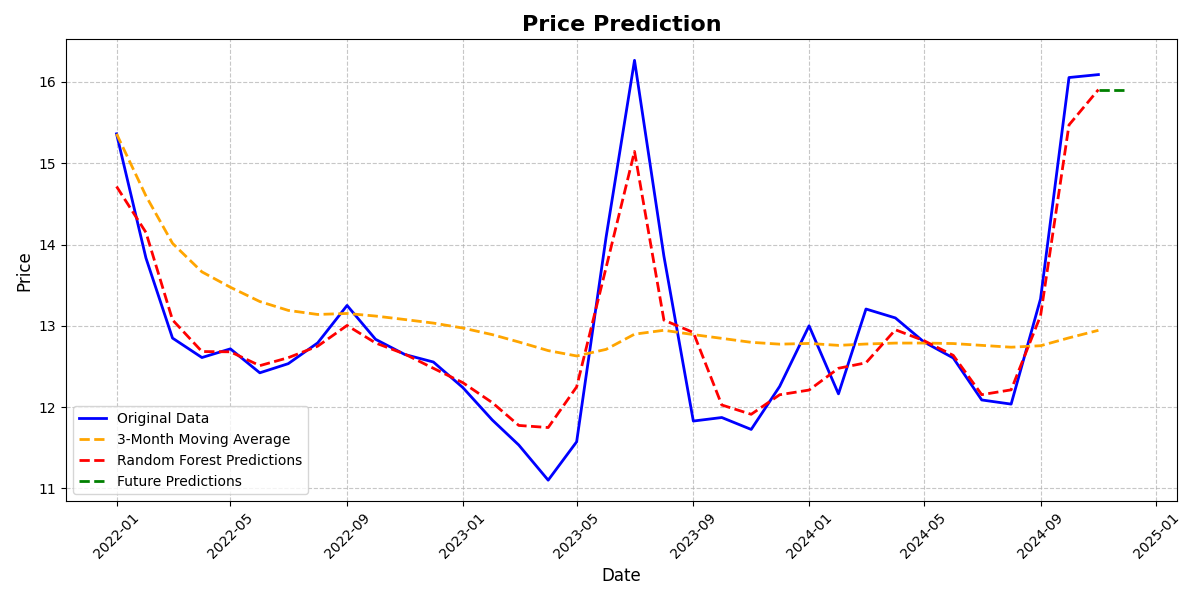 Price Prediction
Price
16
15
14
13
12
11
Original Data
3-Month Moving Average
Random Forest Predictions
Future Predictions
2022-01
2022-05
2022-09
2023-01
2023-05
2023-09
2024-01
2024-05
2024-09
2025-01
Date